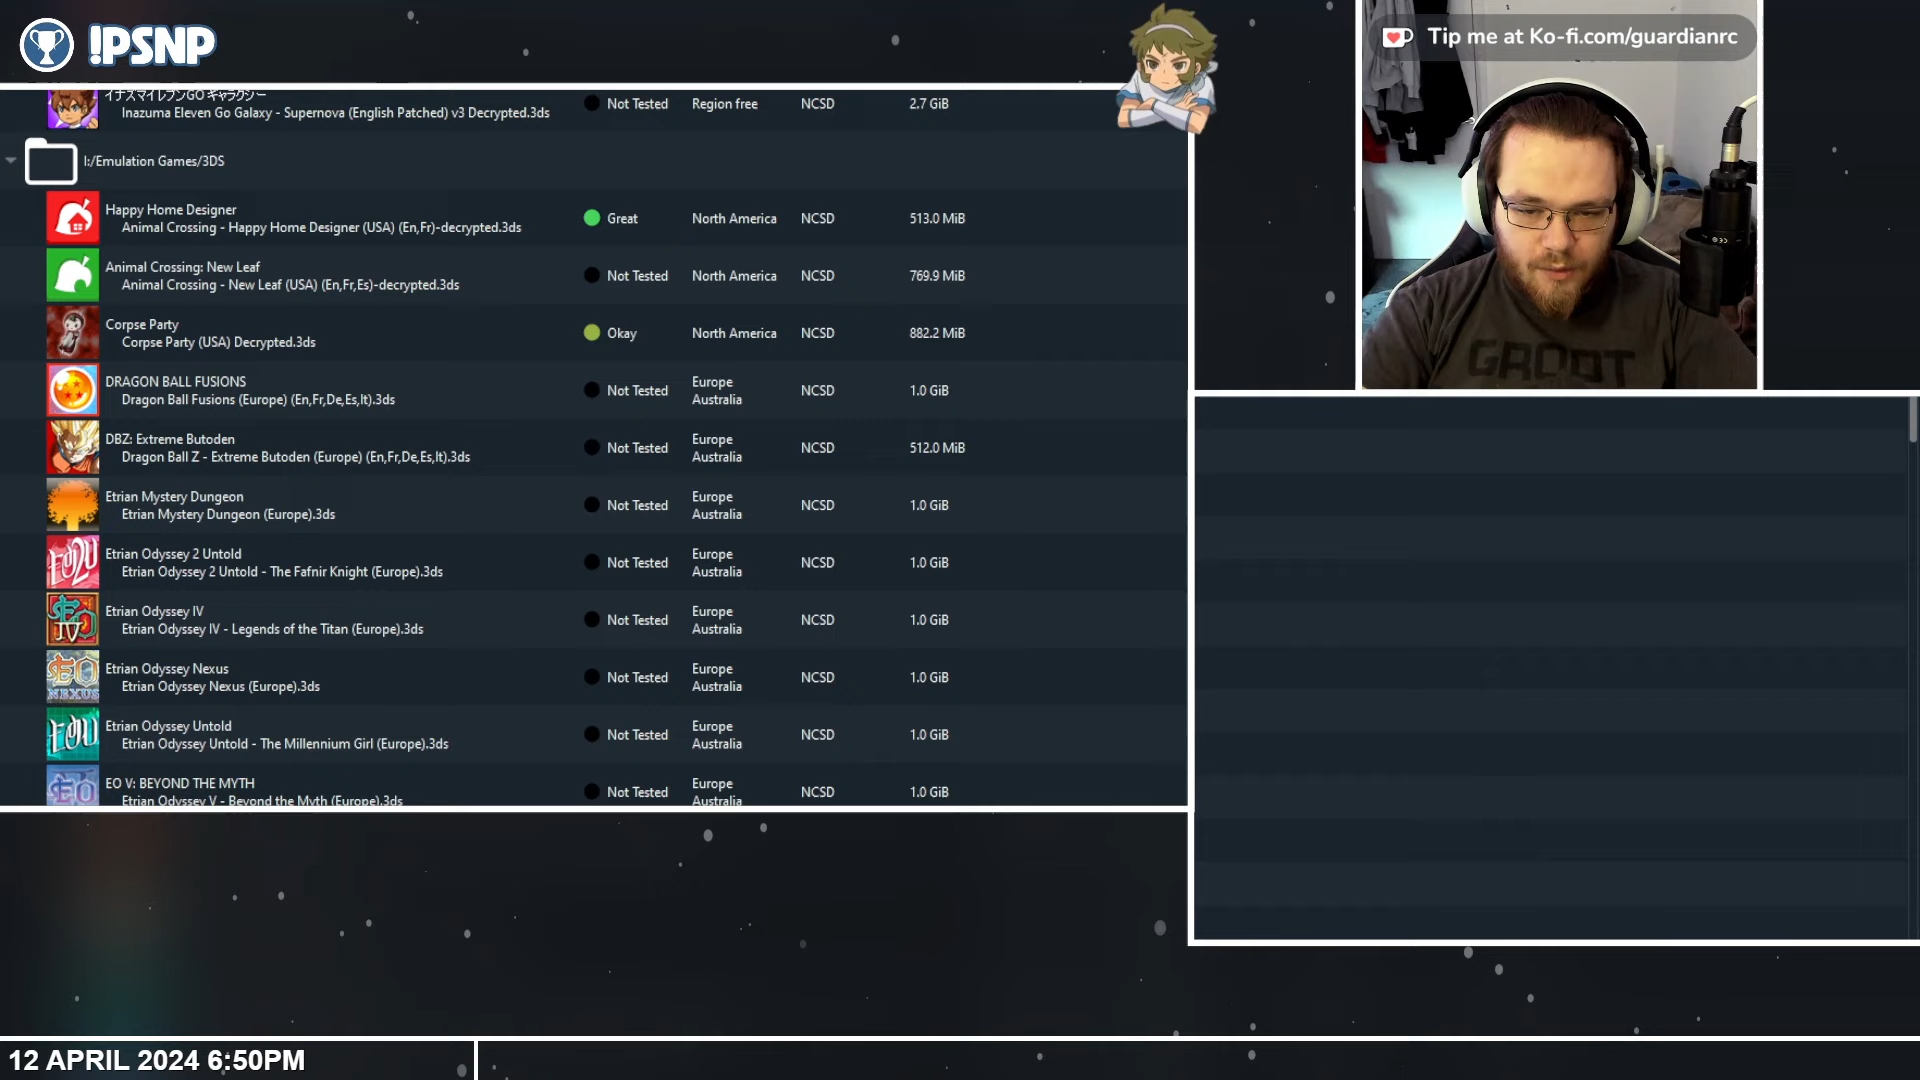 !PSNP
Tip me at Ko-fi.com/guardianrc
イナズマイレブンGO ギャラクシー
Inazuma Eleven Go Galaxy - Supernova (English Patched) v3 Decrypted.3ds
Not Tested Region free NCSD 2.7 GiB
I:/Emulation Games/3DS
Happy Home Designer
Animal Crossing - Happy Home Designer (USA) (En,Fr)-decrypted.3ds
Great North America NCSD 513.0 MiB
Animal Crossing: New Leaf
Animal Crossing - New Leaf (USA) (En,Fr,Es)-decrypted.3ds
Not Tested North America NCSD 769.9 MiB
Corpse Party
Corpse Party (USA) Decrypted.3ds
Okay North America NCSD 882.2 MiB
DRAGON BALL FUSIONS
Dragon Ball Fusions (Europe) (En,Fr,De,Es,It).3ds
Not Tested Europe Australia NCSD 1.0 GiB
DBZ: Extreme Butoden
Dragon Ball Z - Extreme Butoden (Europe) (En,Fr,De,Es,It).3ds
Not Tested Europe Australia NCSD 512.0 MiB
Etrian Mystery Dungeon
Etrian Mystery Dungeon (Europe).3ds
Not Tested Europe Australia NCSD 1.0 GiB
EO2U
Etrian Odyssey 2 Untold
Etrian Odyssey 2 Untold - The Fafnir Knight (Europe).3ds
Not Tested Europe Australia NCSD 1.0 GiB
EO IV
Etrian Odyssey IV
Etrian Odyssey IV - Legends of the Titan (Europe).3ds
Not Tested Europe Australia NCSD 1.0 GiB
EO NEXUS
Etrian Odyssey Nexus
Etrian Odyssey Nexus (Europe).3ds
Not Tested Europe Australia NCSD 1.0 GiB
EOU
Etrian Odyssey Untold
Etrian Odyssey Untold - The Millennium Girl (Europe).3ds
Not Tested Europe Australia NCSD 1.0 GiB
EO
EO V: BEYOND THE MYTH
Etrian Odyssey V - Beyond the Myth (Europe).3ds
Not Tested Europe Australia NCSD 1.0 GiB
GROOT
12 APRIL 2024 6:50PM